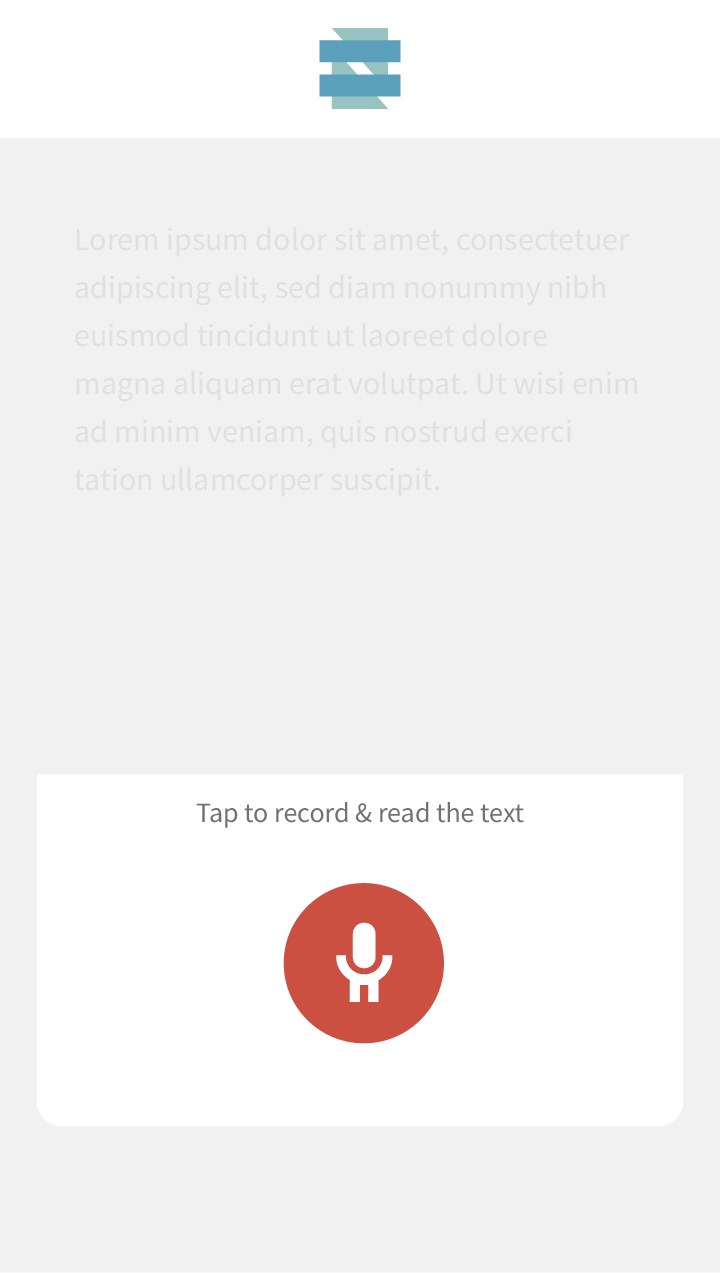 Lorem ipsum dolor sit amet, consectetuer
adipiscing elit, sed diam nonummy nibh
euismod tincidunt ut laoreet dolore
magna aliquam erat volutpat. Ut wisi enim
ad minim veniam, quis nostrud exerci
tation ullamcorper suscipit.
Tap to record & read the text